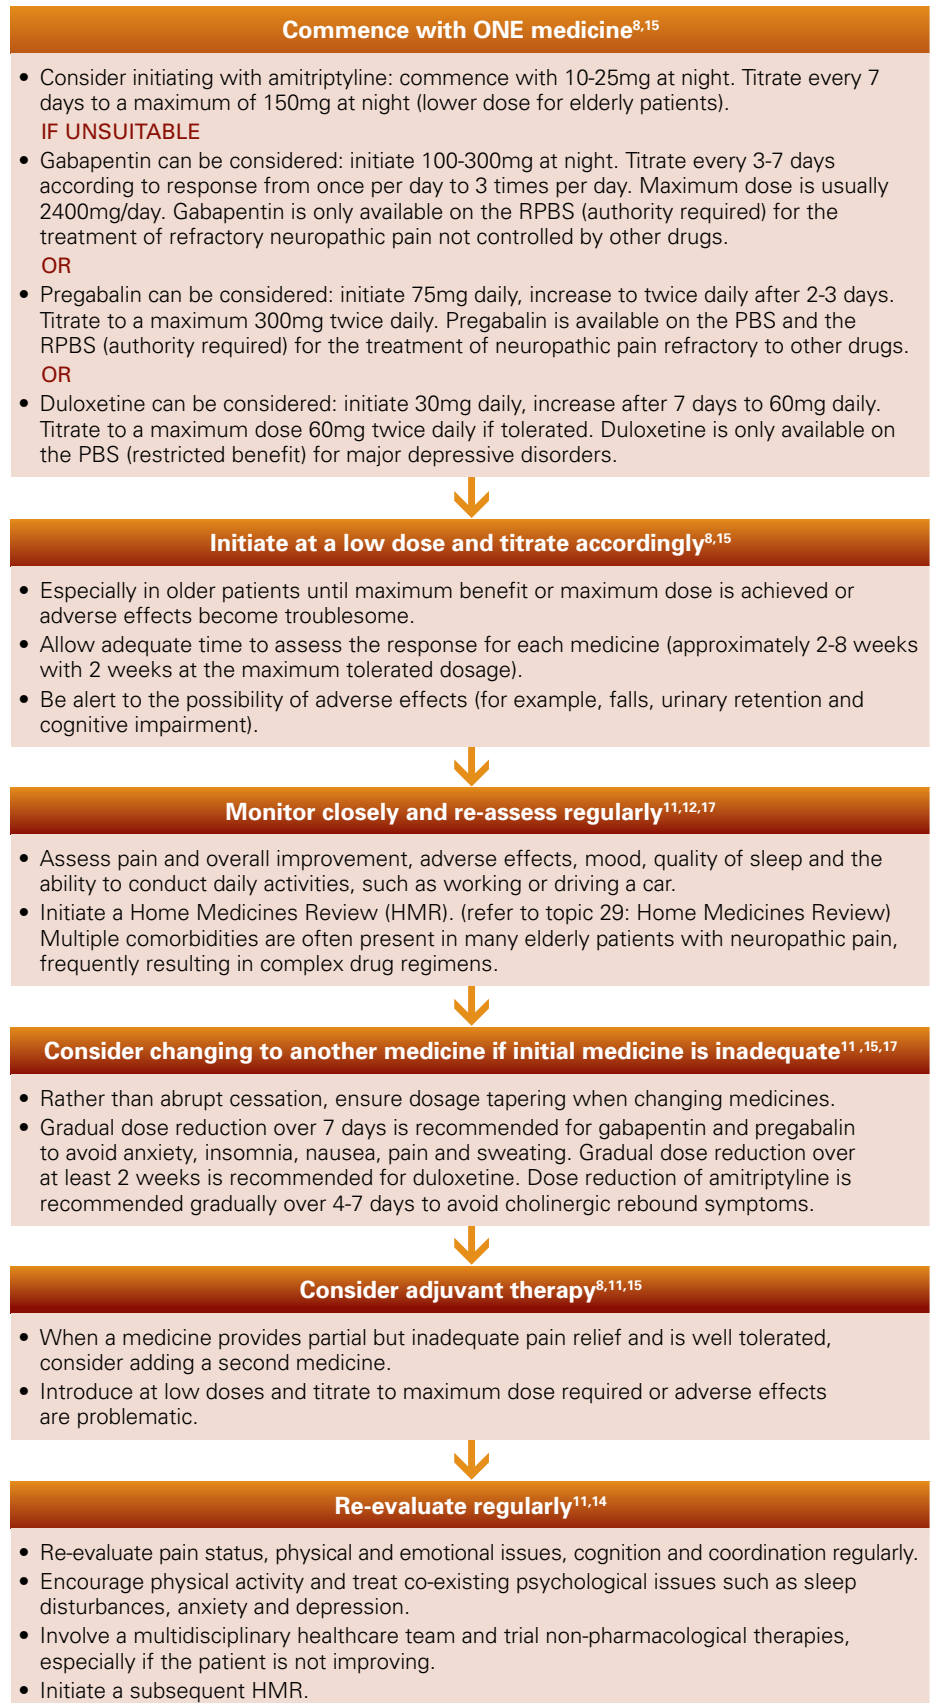 Commence with ONE medicine8,15
• Consider initiating with amitriptyline: commence with 10-25mg at night. Titrate every 7
days to a maximum of 150mg at night (lower dose for elderly patients).
IF UNSUITABLE
• Gabapentin can be considered: initiate 100-300mg at night. Titrate every 3-7 days
according to response from once per day to 3 times per day. Maximum dose is usually
2400mg/day. Gabapentin is only available on the RPBS (authority required) for the
treatment of refractory neuropathic pain not controlled by other drugs.
OR
• Pregabalin can be considered: initiate 75mg daily, increase to twice daily after 2-3 days.
Titrate to a maximum 300mg twice daily. Pregabalin is available on the PBS and the
RPBS (authority required) for the treatment of neuropathic pain refractory to other drugs.
OR
• Duloxetine can be considered: initiate 30mg daily, increase after 7 days to 60mg daily.
Titrate to a maximum dose 60mg twice daily if tolerated. Duloxetine is only available on
the PBS (restricted benefit) for major depressive disorders.
Initiate at a low dose and titrate accordingly8,15
• Especially in older patients until maximum benefit or maximum dose is achieved or
adverse effects become troublesome.
• Allow adequate time to assess the response for each medicine (approximately 2-8 weeks
with 2 weeks at the maximum tolerated dosage).
• Be alert to the possibility of adverse effects (for example, falls, urinary retention and
cognitive impairment).
Monitor closely and re-assess regularly11,12,17
• Assess pain and overall improvement, adverse effects, mood, quality of sleep and the
ability to conduct daily activities, such as working or driving a car.
• Initiate a Home Medicines Review (HMR). (refer to topic 29: Home Medicines Review)
Multiple comorbidities are often present in many elderly patients with neuropathic pain,
frequently resulting in complex drug regimens.
Consider changing to another medicine if initial medicine is inadequate11 ,15,17
• Rather than abrupt cessation, ensure dosage tapering when changing medicines.
• Gradual dose reduction over 7 days is recommended for gabapentin and pregabalin
to avoid anxiety, insomnia, nausea, pain and sweating. Gradual dose reduction over
at least 2 weeks is recommended for duloxetine. Dose reduction of amitriptyline is
recommended gradually over 4-7 days to avoid cholinergic rebound symptoms.
Consider adjuvant therapy8,11,15
• When a medicine provides partial but inadequate pain relief and is well tolerated,
consider adding a second medicine.
• Introduce at low doses and titrate to maximum dose required or adverse effects
are problematic.
Re-evaluate regularly11,14
• Re-evaluate pain status, physical and emotional issues, cognition and coordination regularly.
• Encourage physical activity and treat co-existing psychological issues such as sleep
disturbances, anxiety and depression.
• Involve a multidisciplinary healthcare team and trial non-pharmacological therapies,
especially if the patient is not improving.
• Initiate a subsequent HMR.